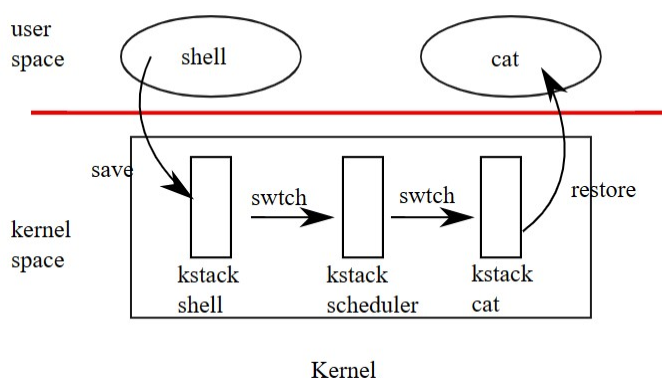 user
space
shell
cat
save
swtch
swtch
restore
kernel
space
kstack
shell
kstack
scheduler
kstack
cat
Kernel